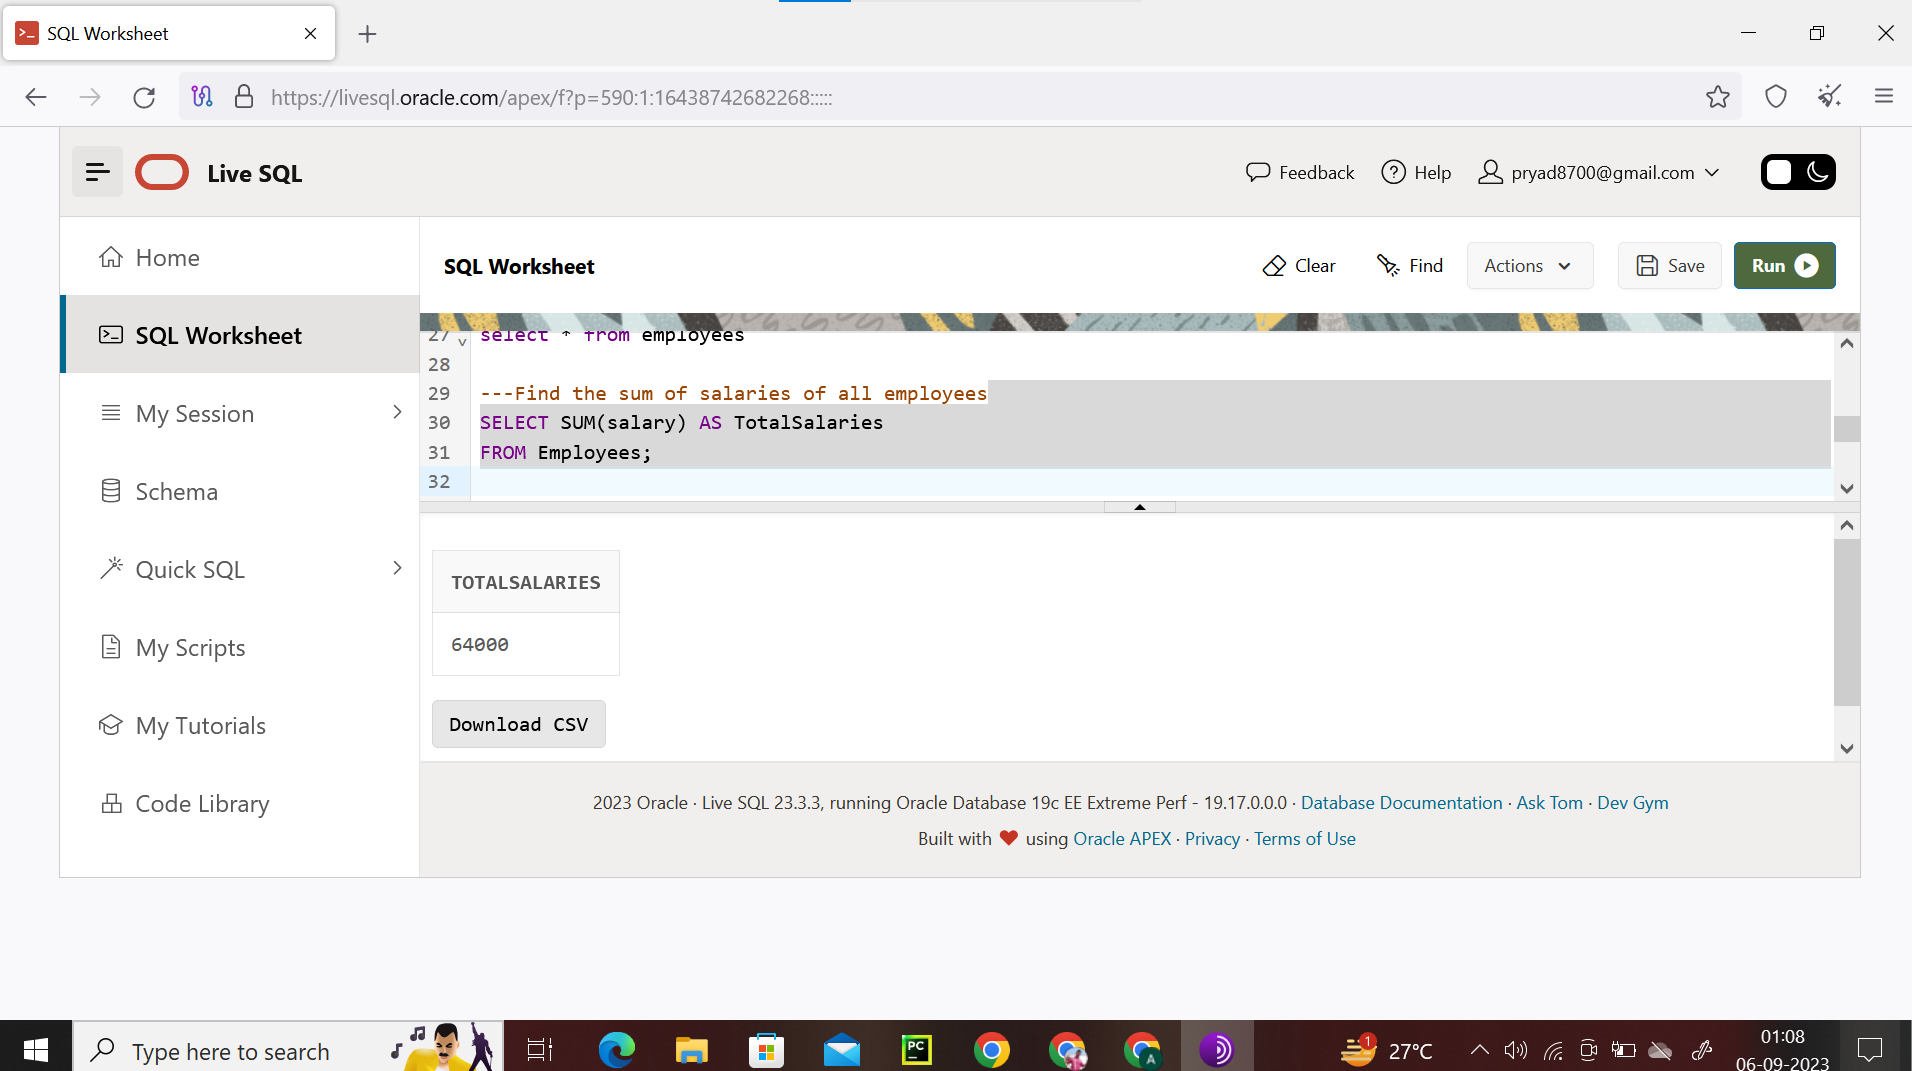 SQL Worksheet
https://livesql.oracle.com/apex/f?p=590:1:16438742682268:::::
Live SQL
Feedback
Help
pryad8700@gmail.com
Home
SQL Worksheet
My Session
Schema
Quick SQL
My Scripts
My Tutorials
Code Library
SQL Worksheet
Clear
Find
Actions
Save
Run
27 select * from employees
28
29 ---Find the sum of salaries of all employees
30 SELECT SUM(salary) AS TotalSalaries
31 FROM Employees;
32
TOTALSALARIES
64000
Download CSV
2023 Oracle · Live SQL 23.3.3, running Oracle Database 19c EE Extreme Perf - 19.17.0.0.0 · Database Documentation · Ask Tom · Dev Gym
Built with ❤ using Oracle APEX · Privacy · Terms of Use
Type here to search
PC
A
1
27°C
01:08
06-09-2023